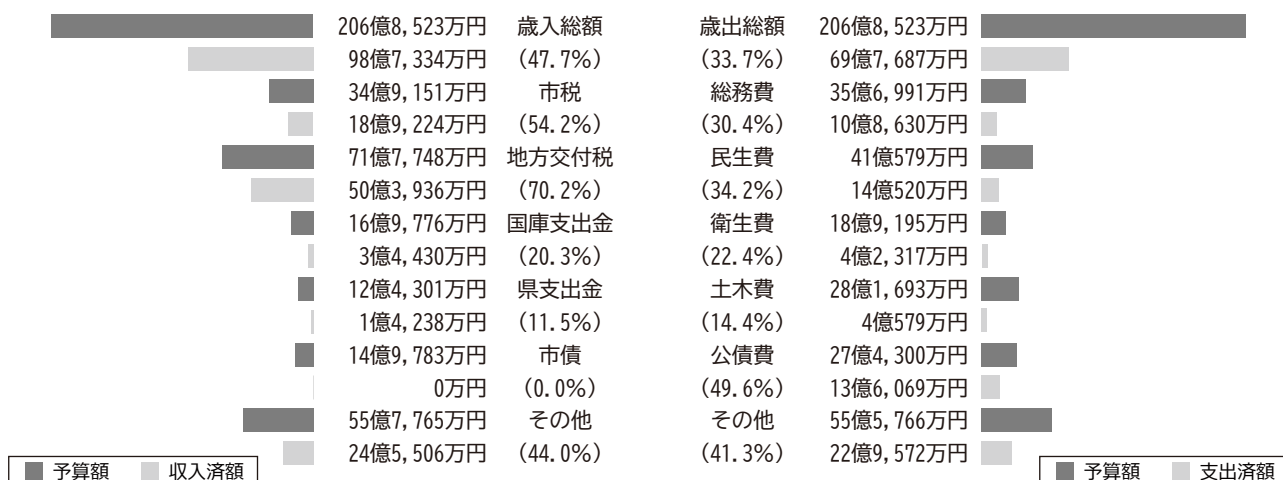 206億8,523万円 歳入総額 歳出総額 206億8,523万円
98億7,334万円 (47.7%) (33.7%) 69億7,687万円
34億9,151万円 市税 総務費 35億6,991万円
18億9,224万円 (54.2%) (30.4%) 10億8,630万円
71億7,748万円 地方交付税 民生費 41億579万円
50億3,936万円 (70.2%) (34.2%) 14億520万円
16億9,776万円 国庫支出金 衛生費 18億9,195万円
3億4,430万円 (20.3%) (22.4%) 4億2,317万円
12億4,301万円 県支出金 土木費 28億1,693万円
1億4,238万円 (11.5%) (14.4%) 4億579万円
14億9,783万円 市債 公債費 27億4,300万円
0万円 (0.0%) (49.6%) 13億6,069万円
55億7,765万円 その他 その他 55億5,766万円
24億5,506万円 (44.0%) (41.3%) 22億9,572万円
予算額 収入済額 予算額 支出済額